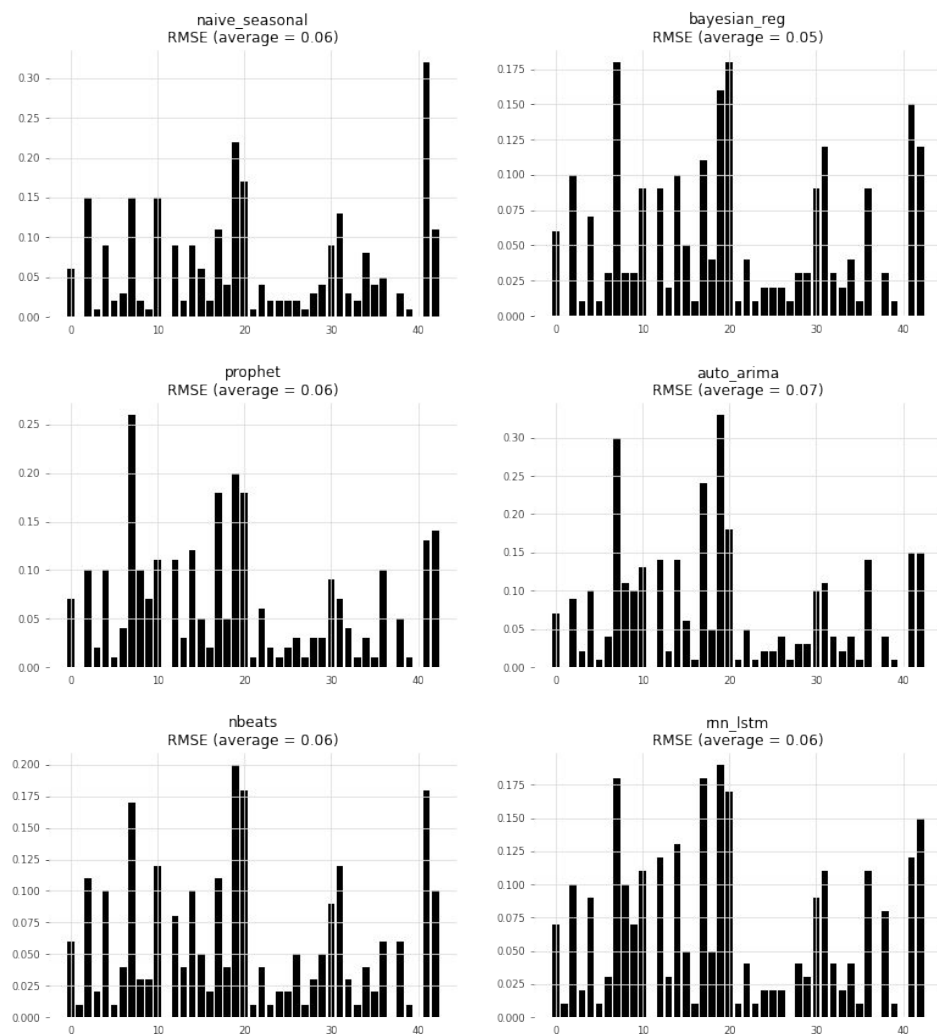 naive_seasonal
RMSE (average = 0.06)
0.30
0.25
0.20
0.15
0.10
0.05
0.00
0 10 20 30 40
bayesian_reg
RMSE (average = 0.05)
0.175
0.150
0.125
0.100
0.075
0.050
0.025
0.000
0 10 20 30 40
prophet
RMSE (average = 0.06)
0.25
0.20
0.15
0.10
0.05
0.00
0 10 20 30 40
auto_arima
RMSE (average = 0.07)
0.30
0.25
0.20
0.15
0.10
0.05
0.00
0 10 20 30 40
nbeats
RMSE (average = 0.06)
0.200
0.175
0.150
0.125
0.100
0.075
0.050
0.025
0.000
0 10 20 30 40
rnn_lstm
RMSE (average = 0.06)
0.175
0.150
0.125
0.100
0.075
0.050
0.025
0.000
0 10 20 30 40